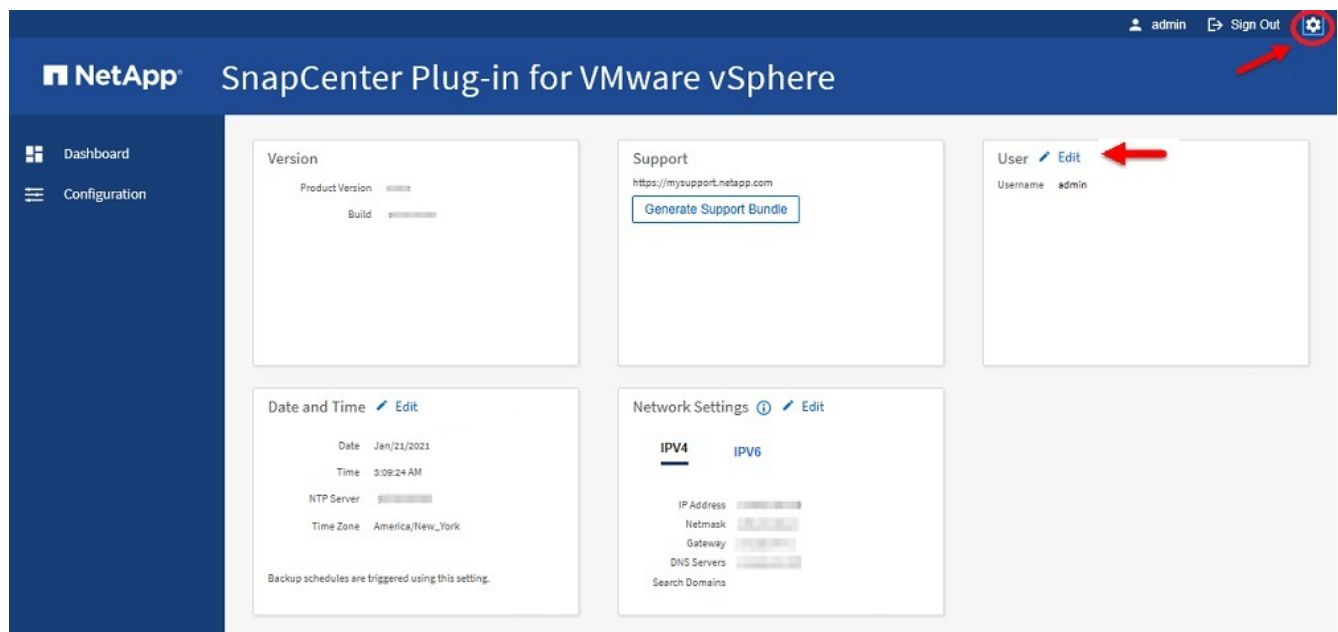 admin Sign Out
NetApp® SnapCenter Plug-in for VMware vSphere
Dashboard
Configuration
Version
Product Version
Build
Support
https://mysupport.netapp.com
Generate Support Bundle
User Edit
Username admin
Date and Time Edit
Date Jan/21/2021
Time 3:09:24 AM
NTP Server
Time Zone America/New_York
Backup schedules are triggered using this setting.
Network Settings Edit
IPV4 IPV6
IP Address
Netmask
Gateway
DNS Servers
Search Domains